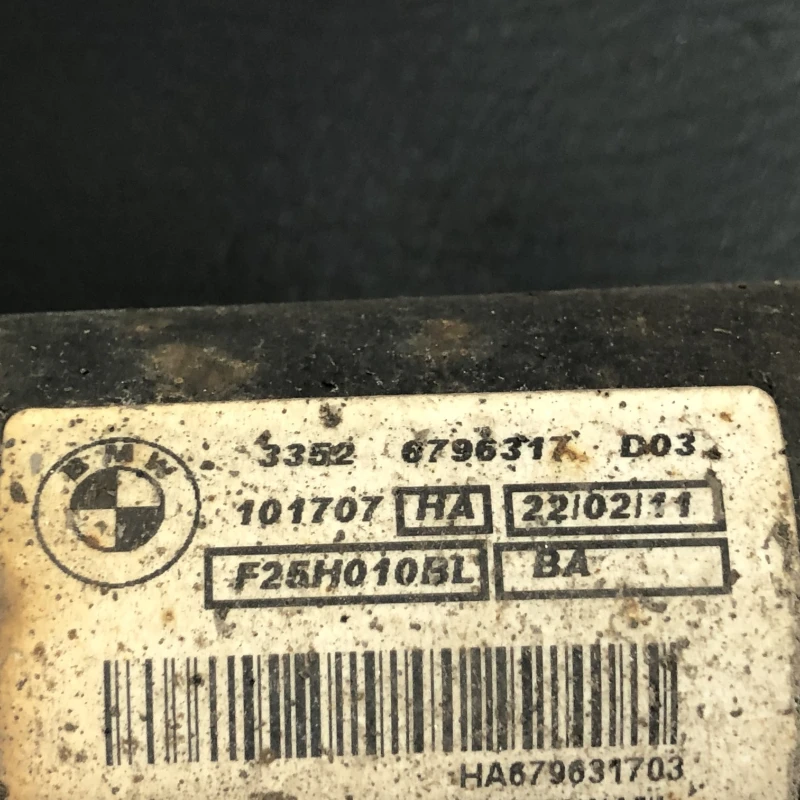 BMW
3352 6796317 D03
101707 HA 22/02/11
F25H010BL BA
HA679631703